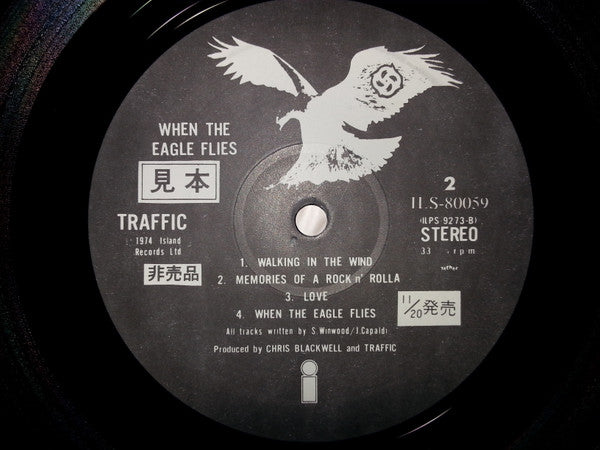 WHEN THE
EAGLE FLIES
見本
TRAFFIC
1974 Island
Records Ltd
非売品
2
ILS-80059
(ILPS 9273-B)
STEREO
33 rpm
1. WALKING IN THE WIND
2. MEMORIES OF A ROCK n' ROLLA
3. LOVE
4. WHEN THE EAGLE FLIES
11/20発売
All tracks written by S. Winwood/J. Capaldi
Produced by CHRIS BLACKWELL and TRAFFIC
i